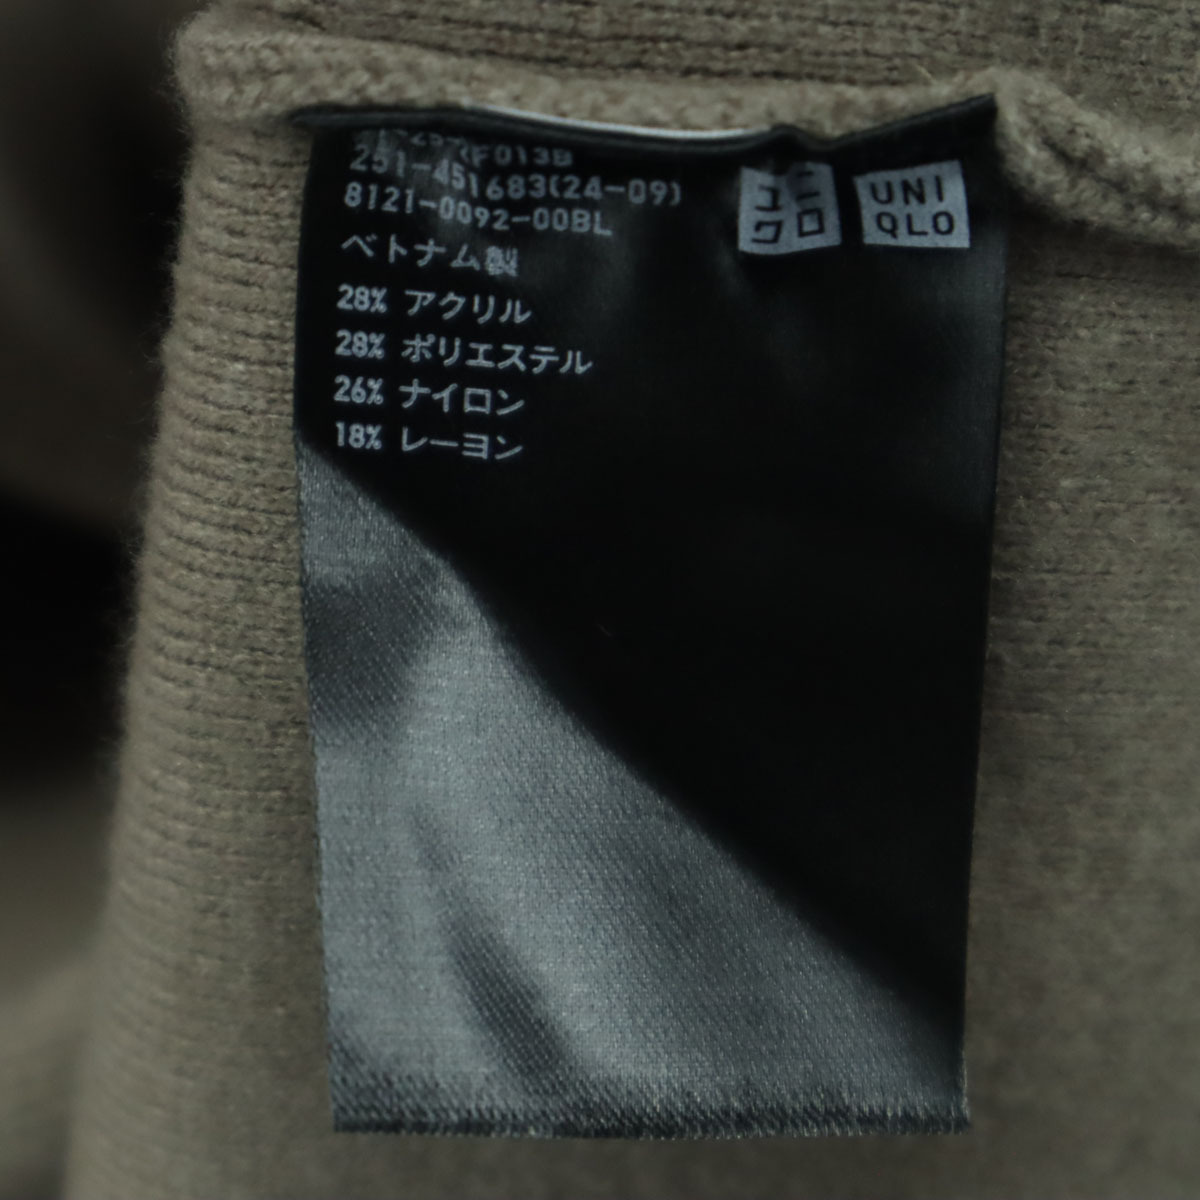 251-451683(24-09)
8121-0092-00BL
ベトナム製
28% アクリル
28% ポリエステル
26% ナイロン
18% レーヨン
ユニ
クロ
UNI
QLO